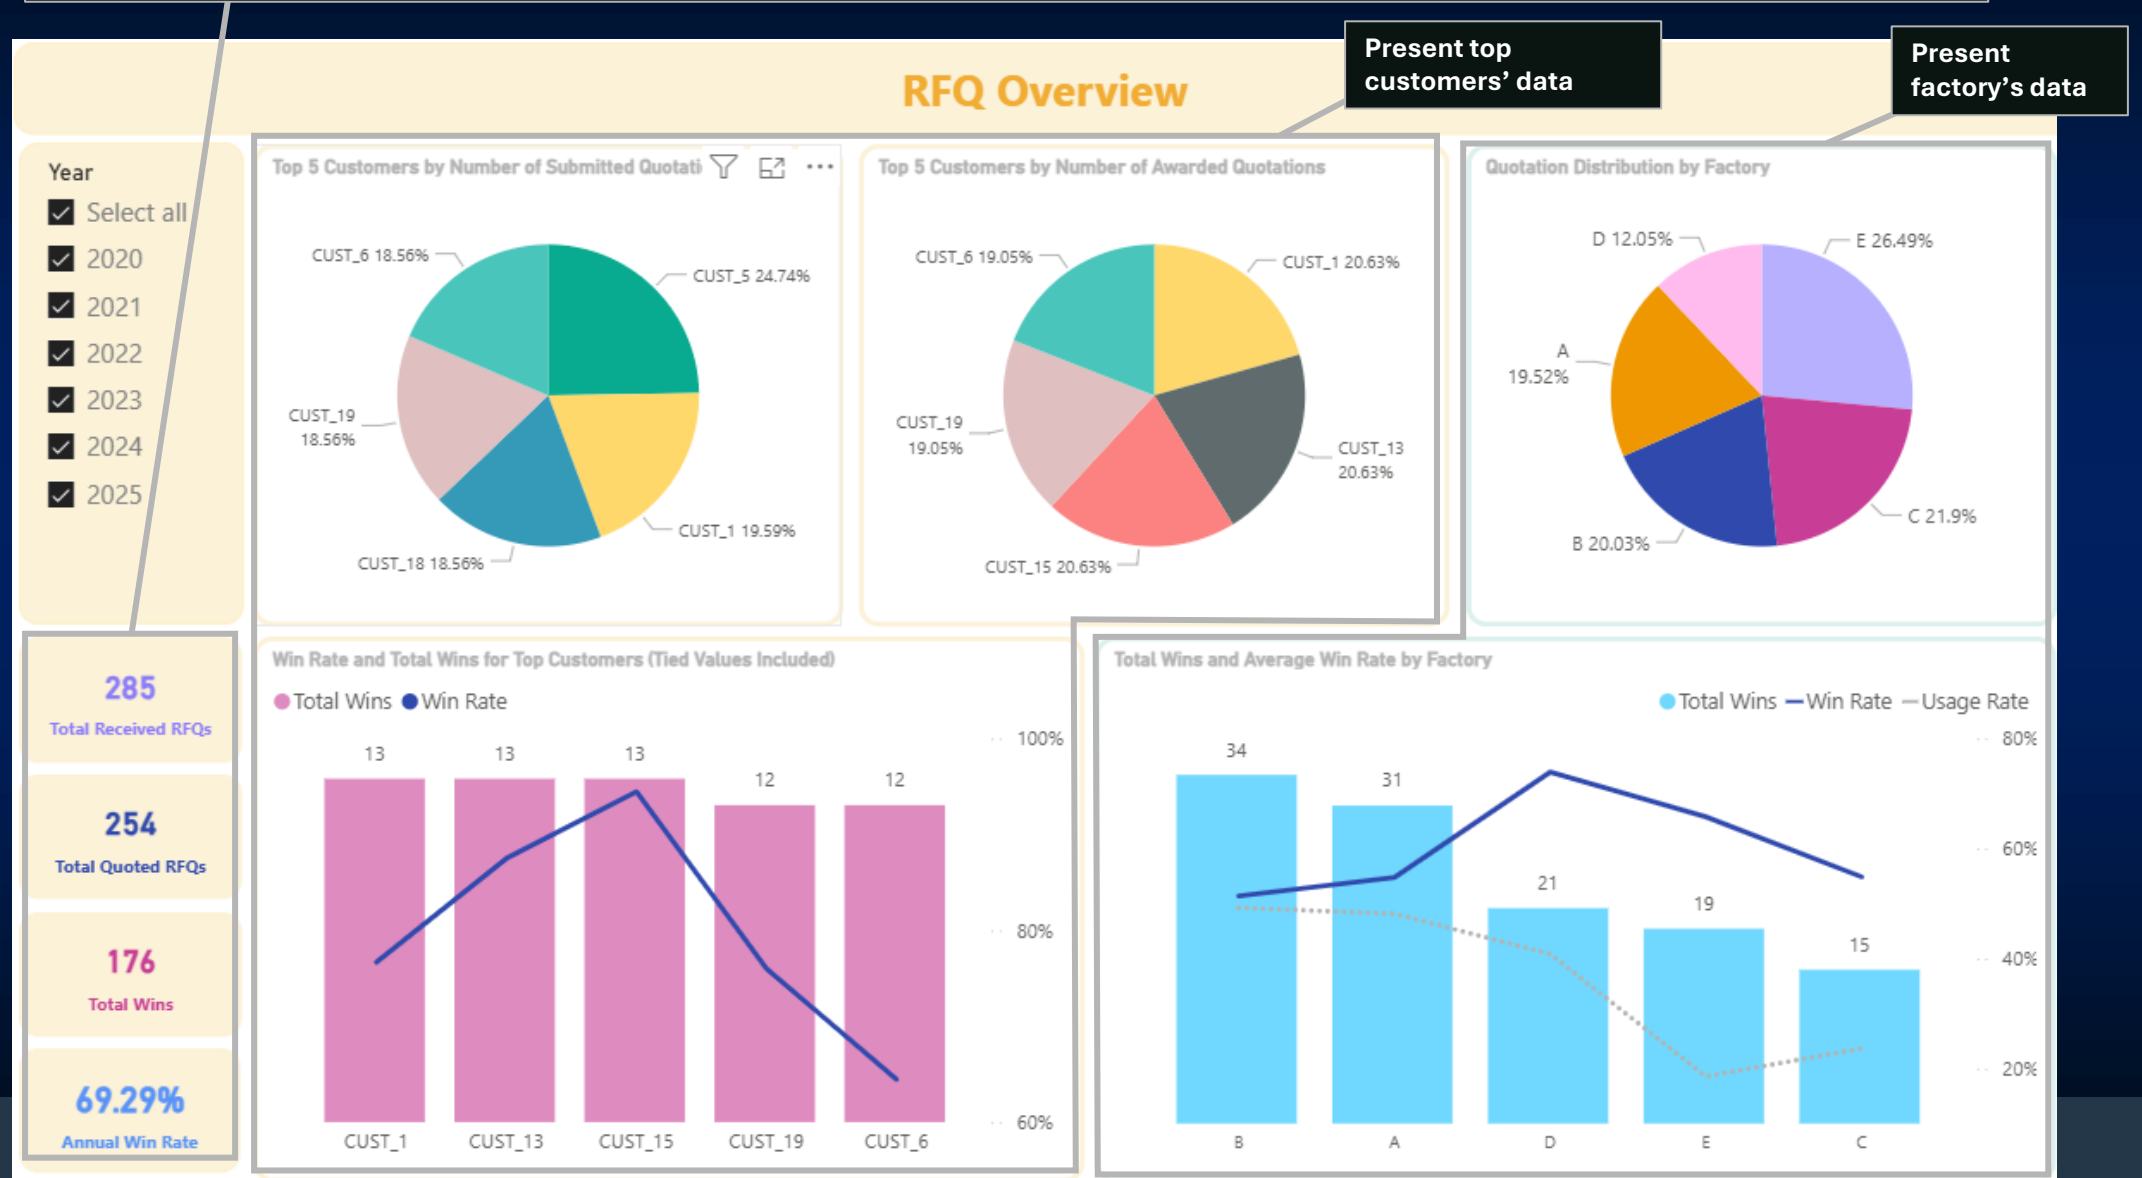 Present top
customers’ data
Present
factory’s data
RFQ Overview
Year
Select all
2020
2021
2022
2023
2024
2025
Top 5 Customers by Number of Submitted Quotati
CUST_6 18.56%
CUST_5 24.74%
CUST_19
18.56%
CUST_1 19.59%
CUST_18 18.56%
Top 5 Customers by Number of Awarded Quotations
CUST_6 19.05%
CUST_1 20.63%
CUST_19
19.05%
CUST_13
20.63%
CUST_15 20.63%
Quotation Distribution by Factory
D 12.05%
E 26.49%
A
19.52%
C 21.9%
B 20.03%
285
Total Received RFQs
254
Total Quoted RFQs
176
Total Wins
69.29%
Annual Win Rate
Win Rate and Total Wins for Top Customers (Tied Values Included)
Total Wins Win Rate
13 13 13 12 12
100%
80%
60%
CUST_1 CUST_13 CUST_15 CUST_19 CUST_6
Total Wins and Average Win Rate by Factory
Total Wins Win Rate Usage Rate
34 31 21 19 15
80%
60%
40%
20%
B A D E C